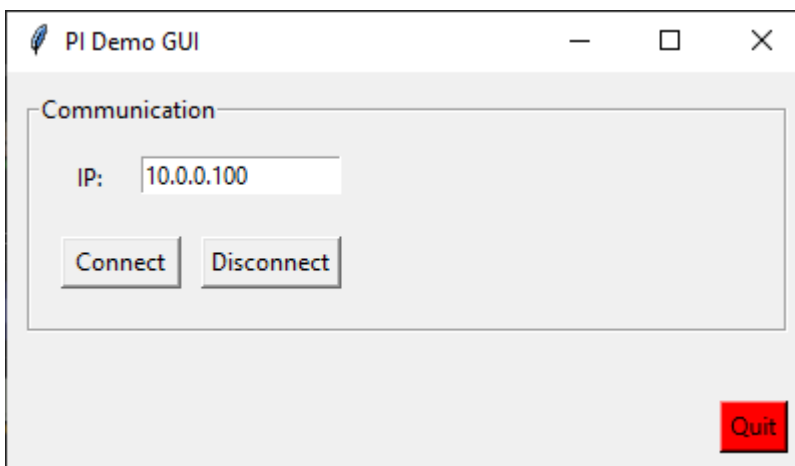 PI Demo GUI
Communication
IP: 10.0.0.100
Connect Disconnect
Quit